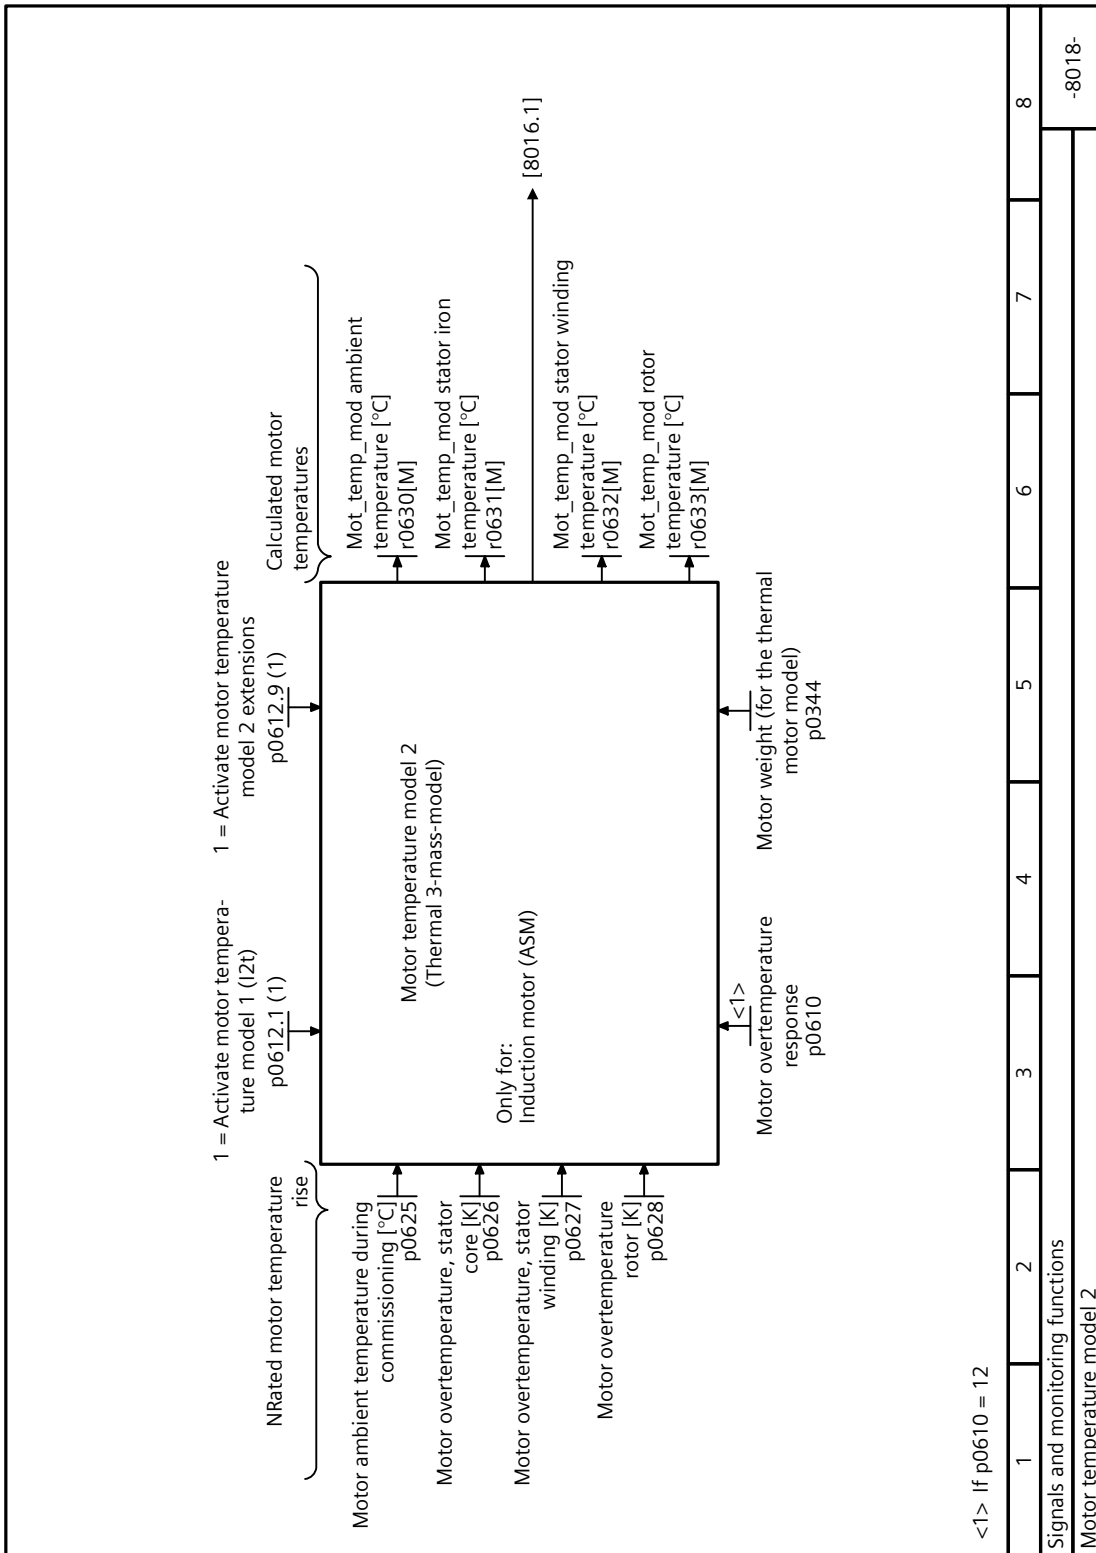 1 = Activate motor tempera-
ture model 1 (I2t)
p0612.1 (1)
1 = Activate motor temperature
model 2 extensions
p0612.9 (1)
NRated motor temperature
rise
Calculated motor
temperatures
Motor ambient temperature during
commissioning [°C]
p0625
Motor overtemperature, stator
core [K]
p0626
Motor overtemperature, stator
winding [K]
p0627
Motor overtemperature
rotor [K]
p0628
Motor temperature model 2
(Thermal 3-mass-model)
Only for:
Induction motor (ASM)
Mot_temp_mod ambient
temperature [°C]
r0630[M]
Mot_temp_mod stator iron
temperature [°C]
r0631[M]
[8016.1]
Mot_temp_mod stator winding
temperature [°C]
r0632[M]
Mot_temp_mod rotor
temperature [°C]
r0633[M]
<1>
Motor overtemperature
response
p0610
Motor weight (for the thermal
motor model)
p0344
<1> If p0610 = 12
1 2 3 4 5 6 7 8
Signals and monitoring functions
Motor temperature model 2
-8018-